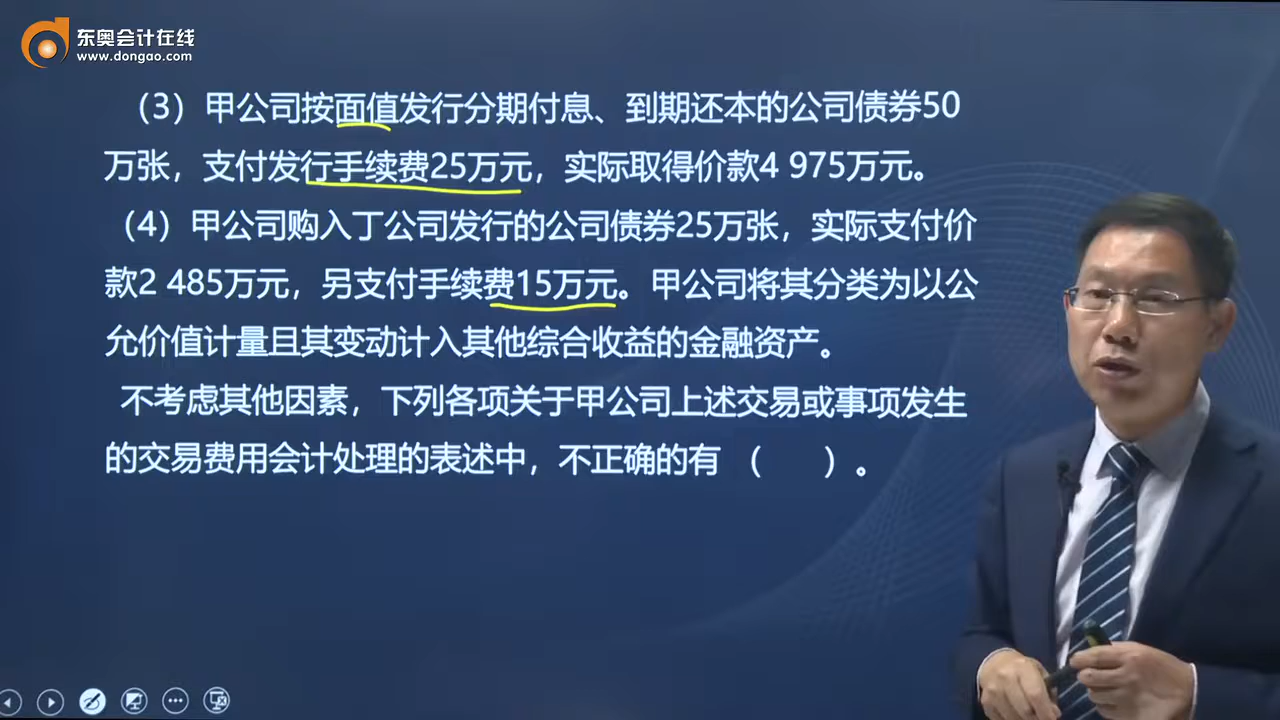 东奥会计在线
www.dongao.com
（3）甲公司按面值发行分期付息、到期还本的公司债券50
万张，支付发行手续费25万元，实际取得价款4 975万元。
（4）甲公司购入丁公司发行的公司债券25万张，实际支付价
款2 485万元，另支付手续费15万元。甲公司将其分类为以公
允价值计量且其变动计入其他综合收益的金融资产。
不考虑其他因素，下列各项关于甲公司上述交易或事项发生
的交易费用会计处理的表述中，不正确的有 （　　）。